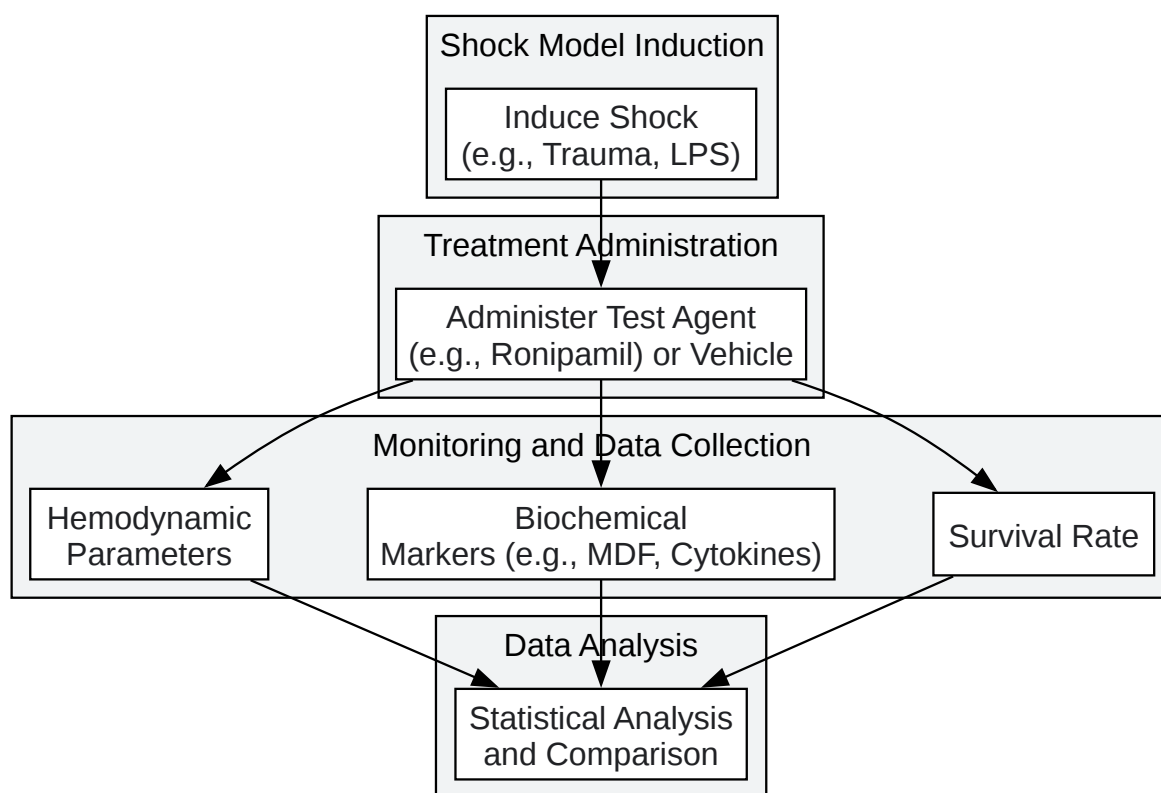 Shock Model Induction
Induce Shock
(e.g., Trauma, LPS)
Treatment Administration
Administer Test Agent
(e.g., Ronipamil) or Vehicle
Monitoring and Data Collection
Hemodynamic
Parameters
Biochemical
Markers (e.g., MDF, Cytokines)
Survival Rate
Data Analysis
Statistical Analysis
and Comparison